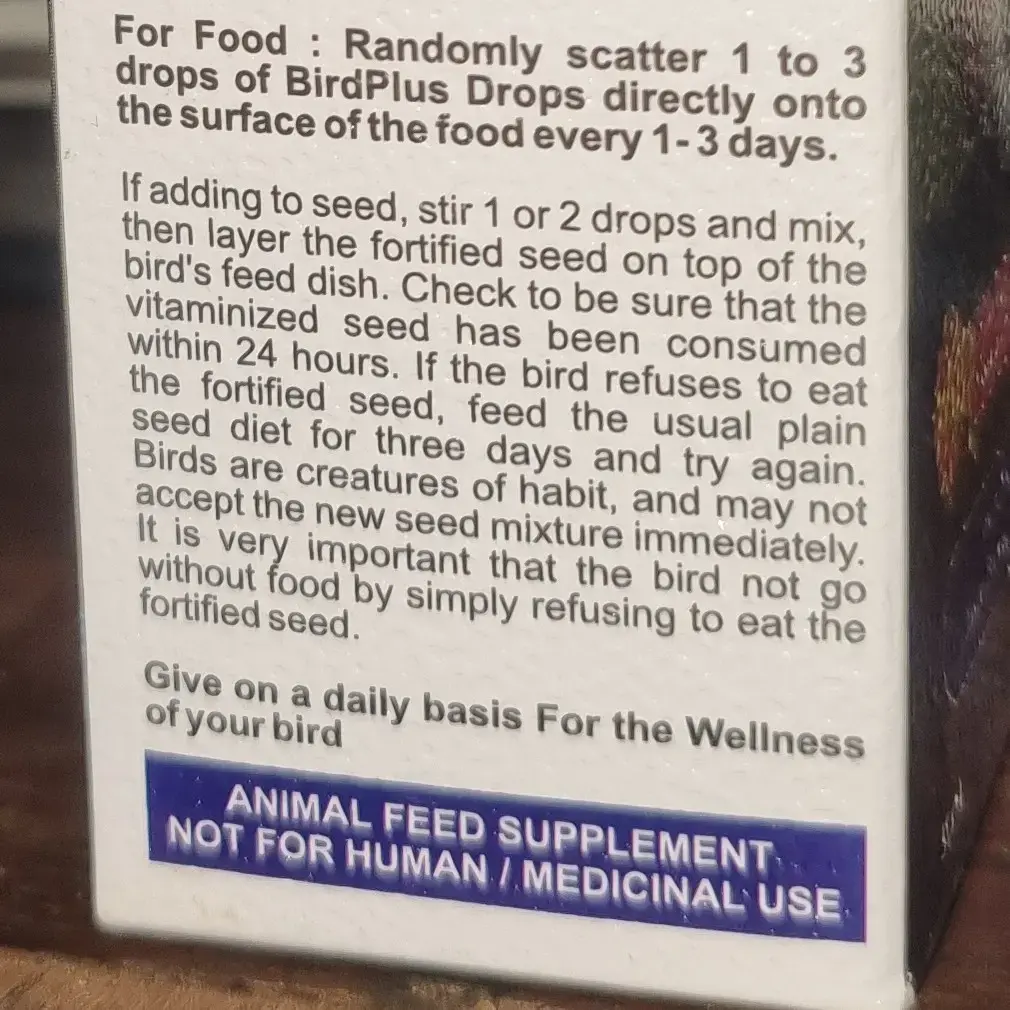 For Food : Randomly scatter 1 to 3
drops of BirdPlus Drops directly onto
the surface of the food every 1-3 days.
If adding to seed, stir 1 or 2 drops and mix,
then layer the fortified seed on top of the
bird's feed dish. Check to be sure that the
vitaminized seed has been consumed
within 24 hours. If the bird refuses to eat
the fortified seed, feed the usual plain
seed diet for three days and try again.
Birds are creatures of habit, and may not
accept the new seed mixture immediately.
It is very important that the bird not go
without food by simply refusing to eat the
fortified seed.
Give on a daily basis For the Wellness
of your bird
ANIMAL FEED SUPPLEMENT
NOT FOR HUMAN / MEDICINAL USE